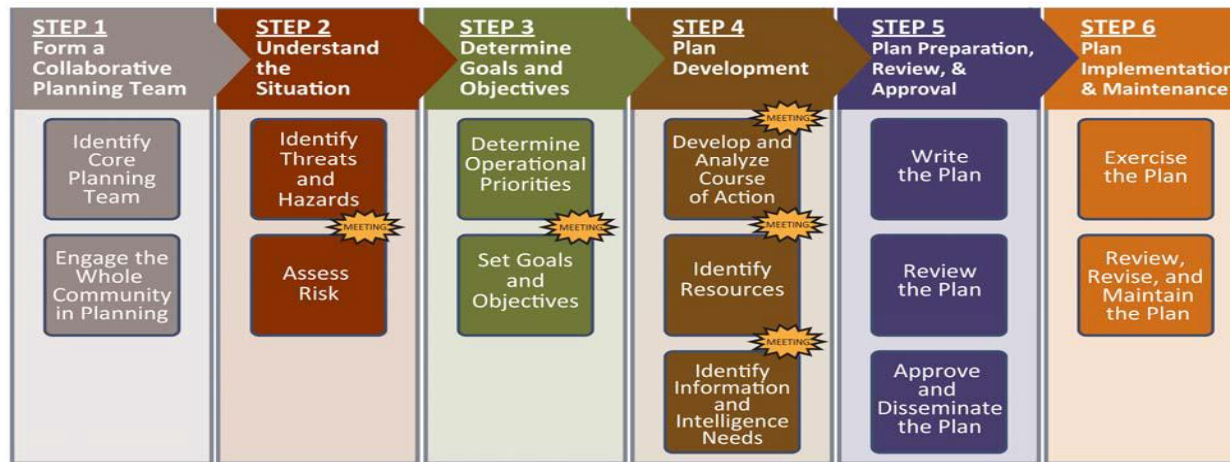 STEP 1
Form a
Collaborative
Planning Team
Identify
Core
Planning
Team
Engage the
Whole
Community
in Planning
STEP 2
Understand
the
Situation
Identify
Threats
and
Hazards
MEETING
Assess
Risk
STEP 3
Determine
Goals and
Objectives
Determine
Operational
Priorities
MEETING
Set Goals
and
Objectives
STEP 4
Plan
Development
MEETING
Develop and
Analyze
Course
of Action
MEETING
Identify
Resources
MEETING
Identify
Information
and
Intelligence
Needs
STEP 5
Plan Preparation,
Review, &
Approval
Write
the Plan
Review
the Plan
Approve
and
Disseminate
the Plan
STEP 6
Plan
Implementation
& Maintenance
Exercise
the Plan
Review,
Revise, and
Maintain
the Plan